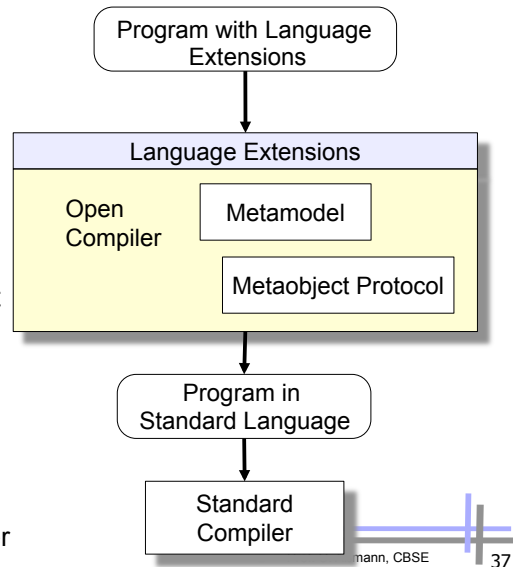 Program with Language
Extensions
Language Extensions
Open
Compiler
Metamodel
Metaobject Protocol
Program in
Standard Language
Standard
Compiler
r
mann, CBSE
37